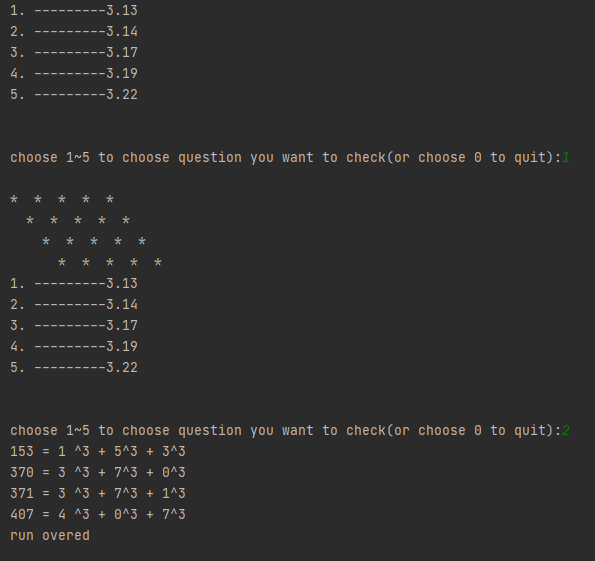 1. ---------3.13
2. ---------3.14
3. ---------3.17
4. ---------3.19
5. ---------3.22
choose 1~5 to choose question you want to check(or choose 0 to quit):1
*  *  *  *  *
  *  *  *  *  *
    *  *  *  *  *
      *  *  *  *  *
1. ---------3.13
2. ---------3.14
3. ---------3.17
4. ---------3.19
5. ---------3.22
choose 1~5 to choose question you want to check(or choose 0 to quit):2
153 = 1 ^3 + 5^3 + 3^3
370 = 3 ^3 + 7^3 + 0^3
371 = 3 ^3 + 7^3 + 1^3
407 = 4 ^3 + 0^3 + 7^3
run overed